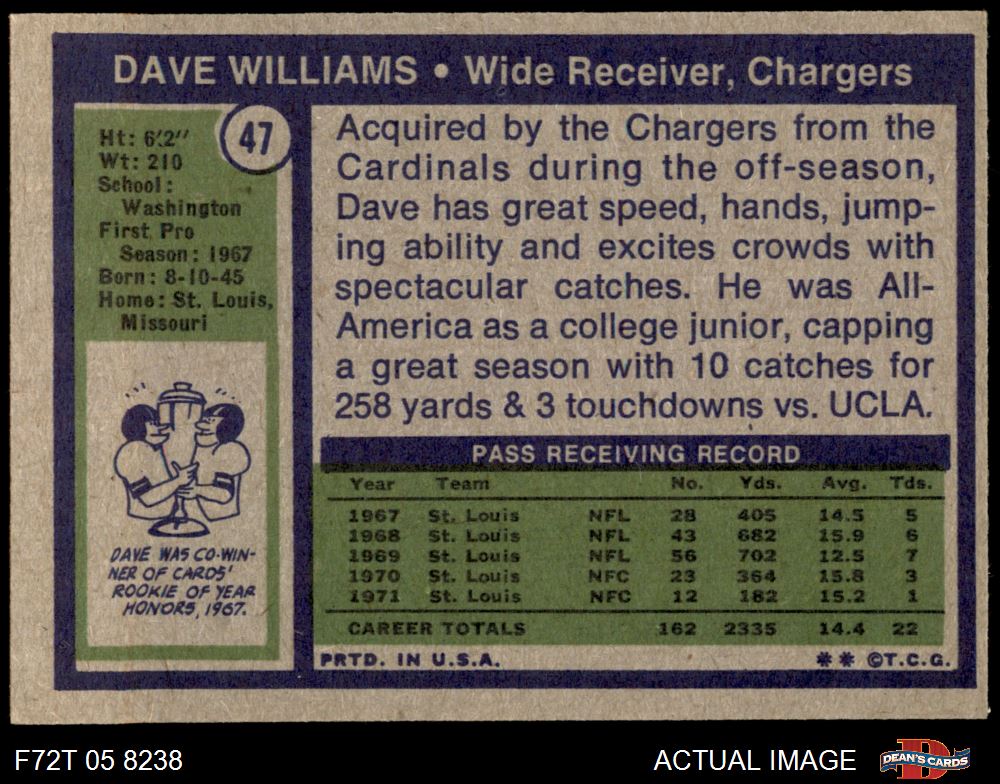 DAVE WILLIAMS • Wide Receiver, Chargers
47
Ht: 6'2"
Wt: 210
School:
Washington
First Pro
Season: 1967
Born: 8-10-45
Home: St. Louis,
Missouri
DAVE WAS CO-WIN-
NER OF CARDS'
ROOKIE OF YEAR
HONORS, 1967.
Acquired by the Chargers from the
Cardinals during the off-season,
Dave has great speed, hands, jump-
ing ability and excites crowds with
spectacular catches. He was All-
America as a college junior, capping
a great season with 10 catches for
258 yards & 3 touchdowns vs. UCLA.
PASS RECEIVING RECORD
Year Team No. Yds. Avg. Tds.
1967 St. Louis NFL 28 405 14.5 5
1968 St. Louis NFL 43 682 15.9 6
1969 St. Louis NFL 56 702 12.5 7
1970 St. Louis NFC 23 364 15.8 3
1971 St. Louis NFC 12 182 15.2 1
CAREER TOTALS 162 2335 14.4 22
PRTD. IN U.S.A. ** ©T.C.G.
F72T 05 8238 ACTUAL IMAGE D DEAN'S CARDS